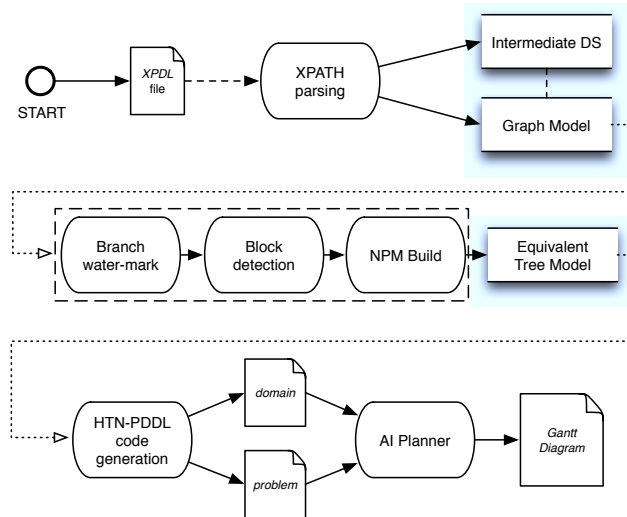 START
XPDL
file
XPATH
parsing
Intermediate DS
Graph Model
Branch
water-mark
Block
detection
NPM Build
Equivalent
Tree Model
HTN-PDDL
code
generation
domain
problem
AI Planner
Gantt
Diagram